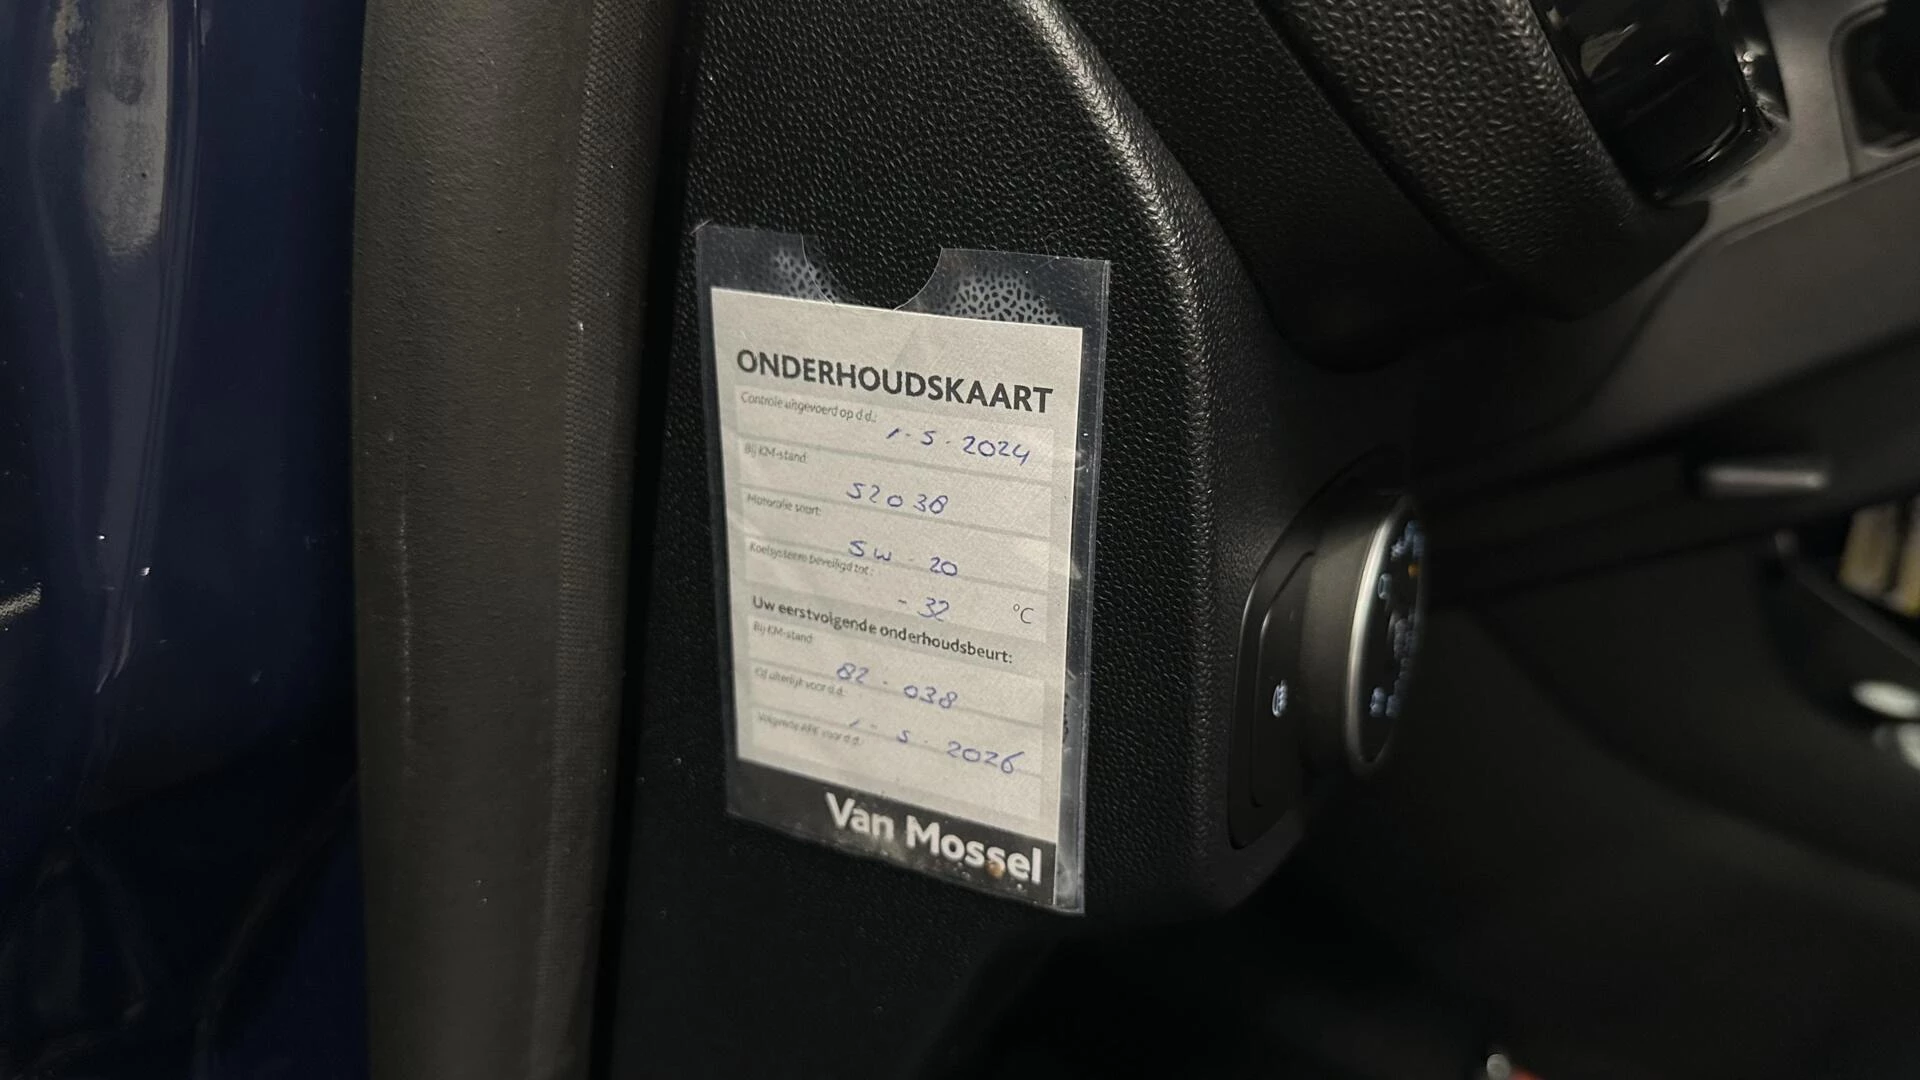 ONDERHOUDSKAART
Controle uitgevoerd op d.d.:
1-5-2024
Bij KM-stand:
52038
Motorolie soort:
5W-20
Koelsysteem beveiligd tot:
-32 °C
Uw eerstvolgende onderhoudsbeurt:
Bij KM-stand:
82.038
Of uiterlijk voor d.d.:
1-5-2026
Volgende APK voor d.d.:
Van Mossel